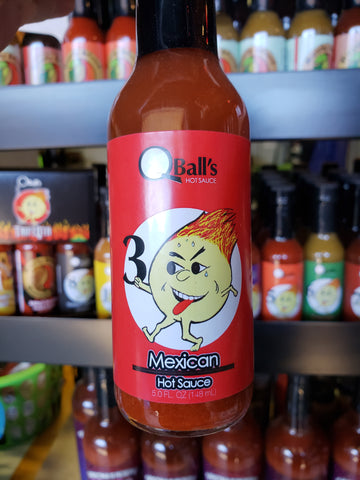 QBall's
HOT SAUCE
3
Mexican
Hot Sauce
5.0 FL. OZ (148 mL)